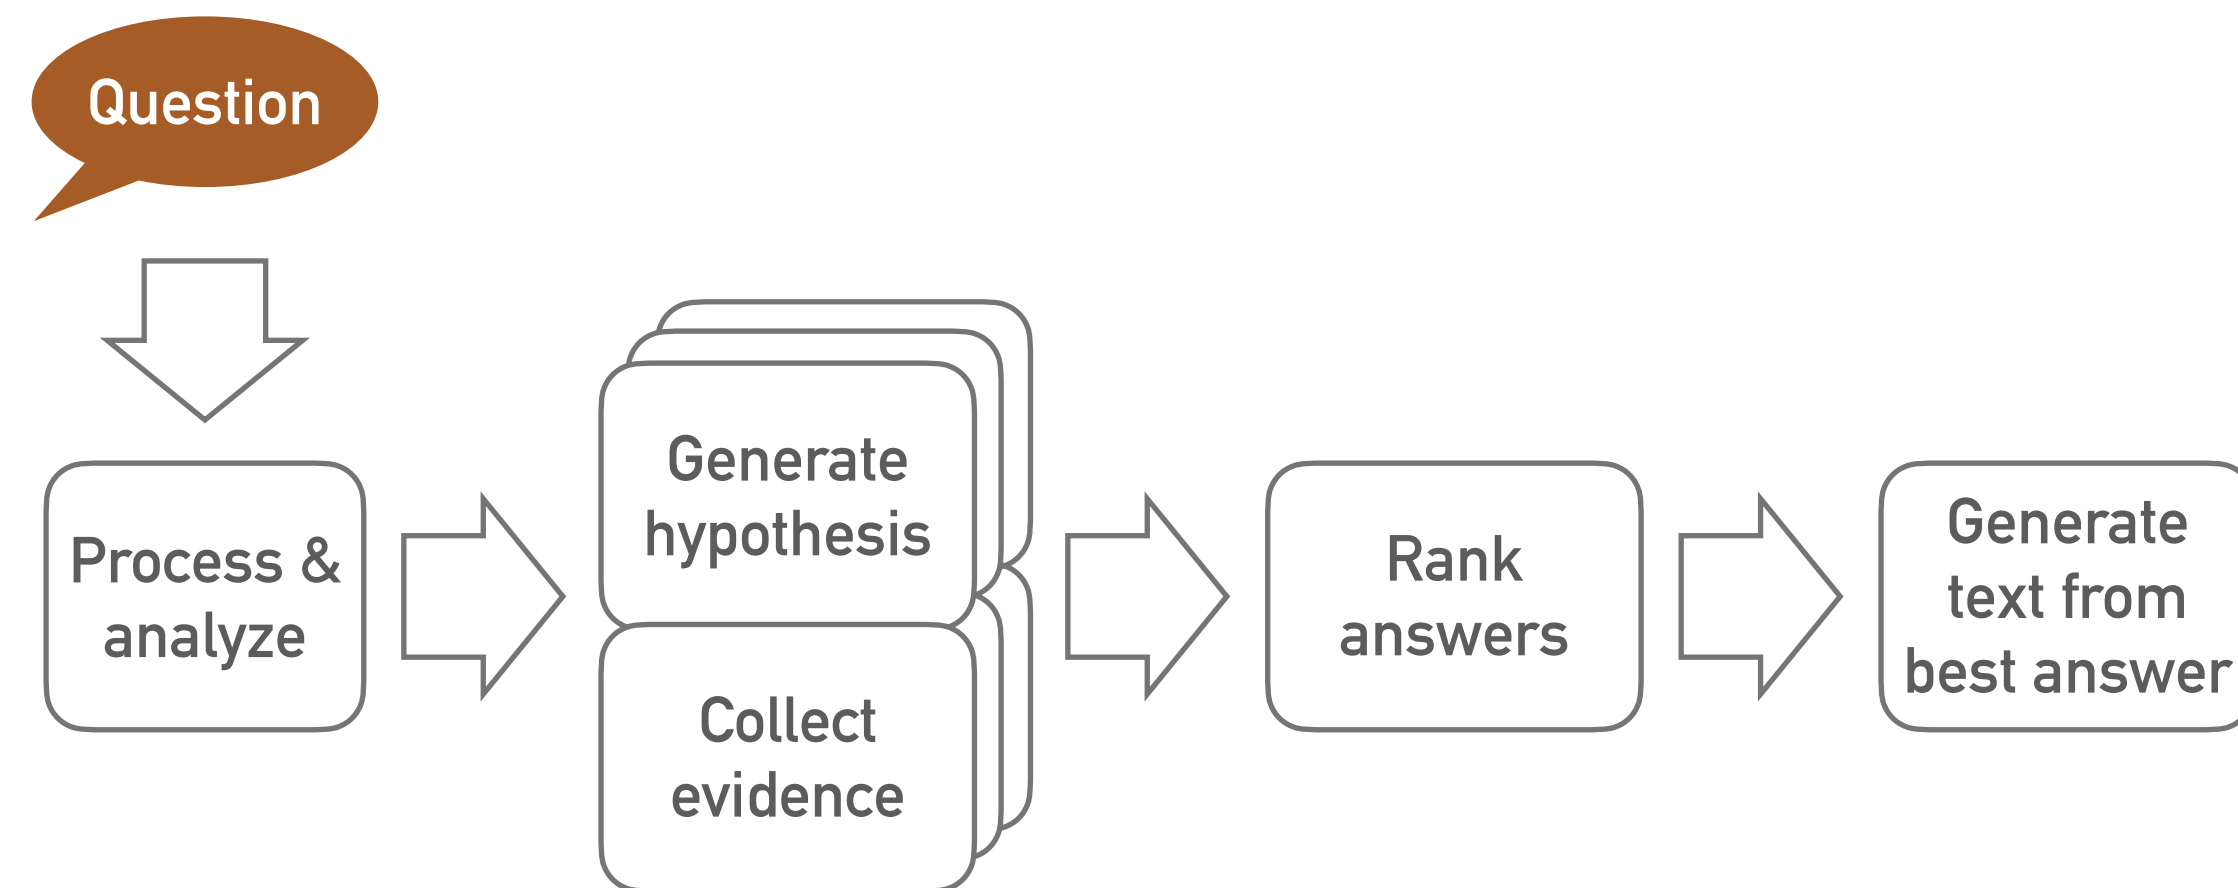 Question
Process &
analyze
Generate
hypothesis
Collect
evidence
Rank
answers
Generate
text from
best answer